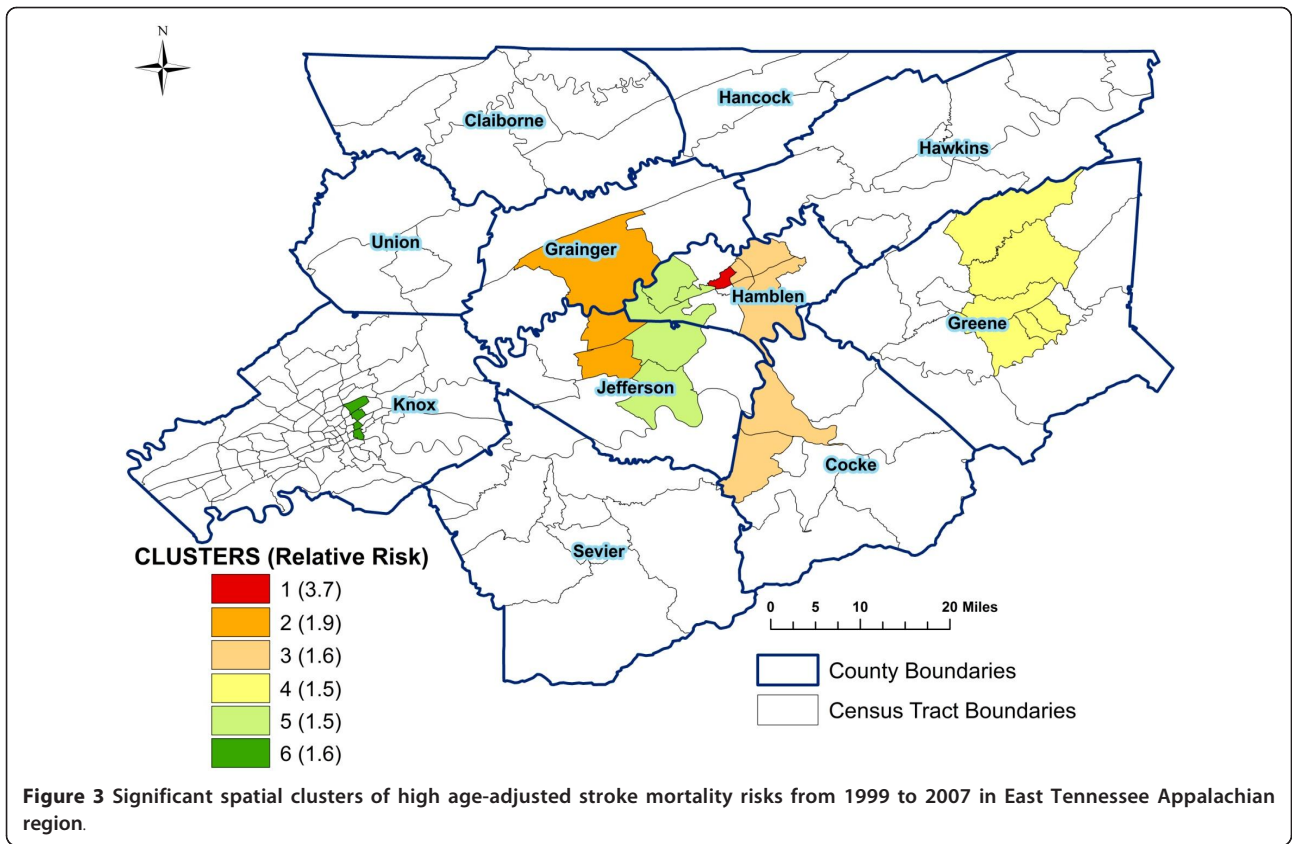 N
Claiborne
Hancock
Hawkins
Union
Grainger
Hamblen
Greene
Jefferson
Knox
Cocke
Sevier
CLUSTERS (Relative Risk)
1 (3.7)
2 (1.9)
3 (1.6)
4 (1.5)
5 (1.5)
6 (1.6)
0 5 10 20 Miles
County Boundaries
Census Tract Boundaries
Figure 3 Significant spatial clusters of high age-adjusted stroke mortality risks from 1999 to 2007 in East Tennessee Appalachian
region.